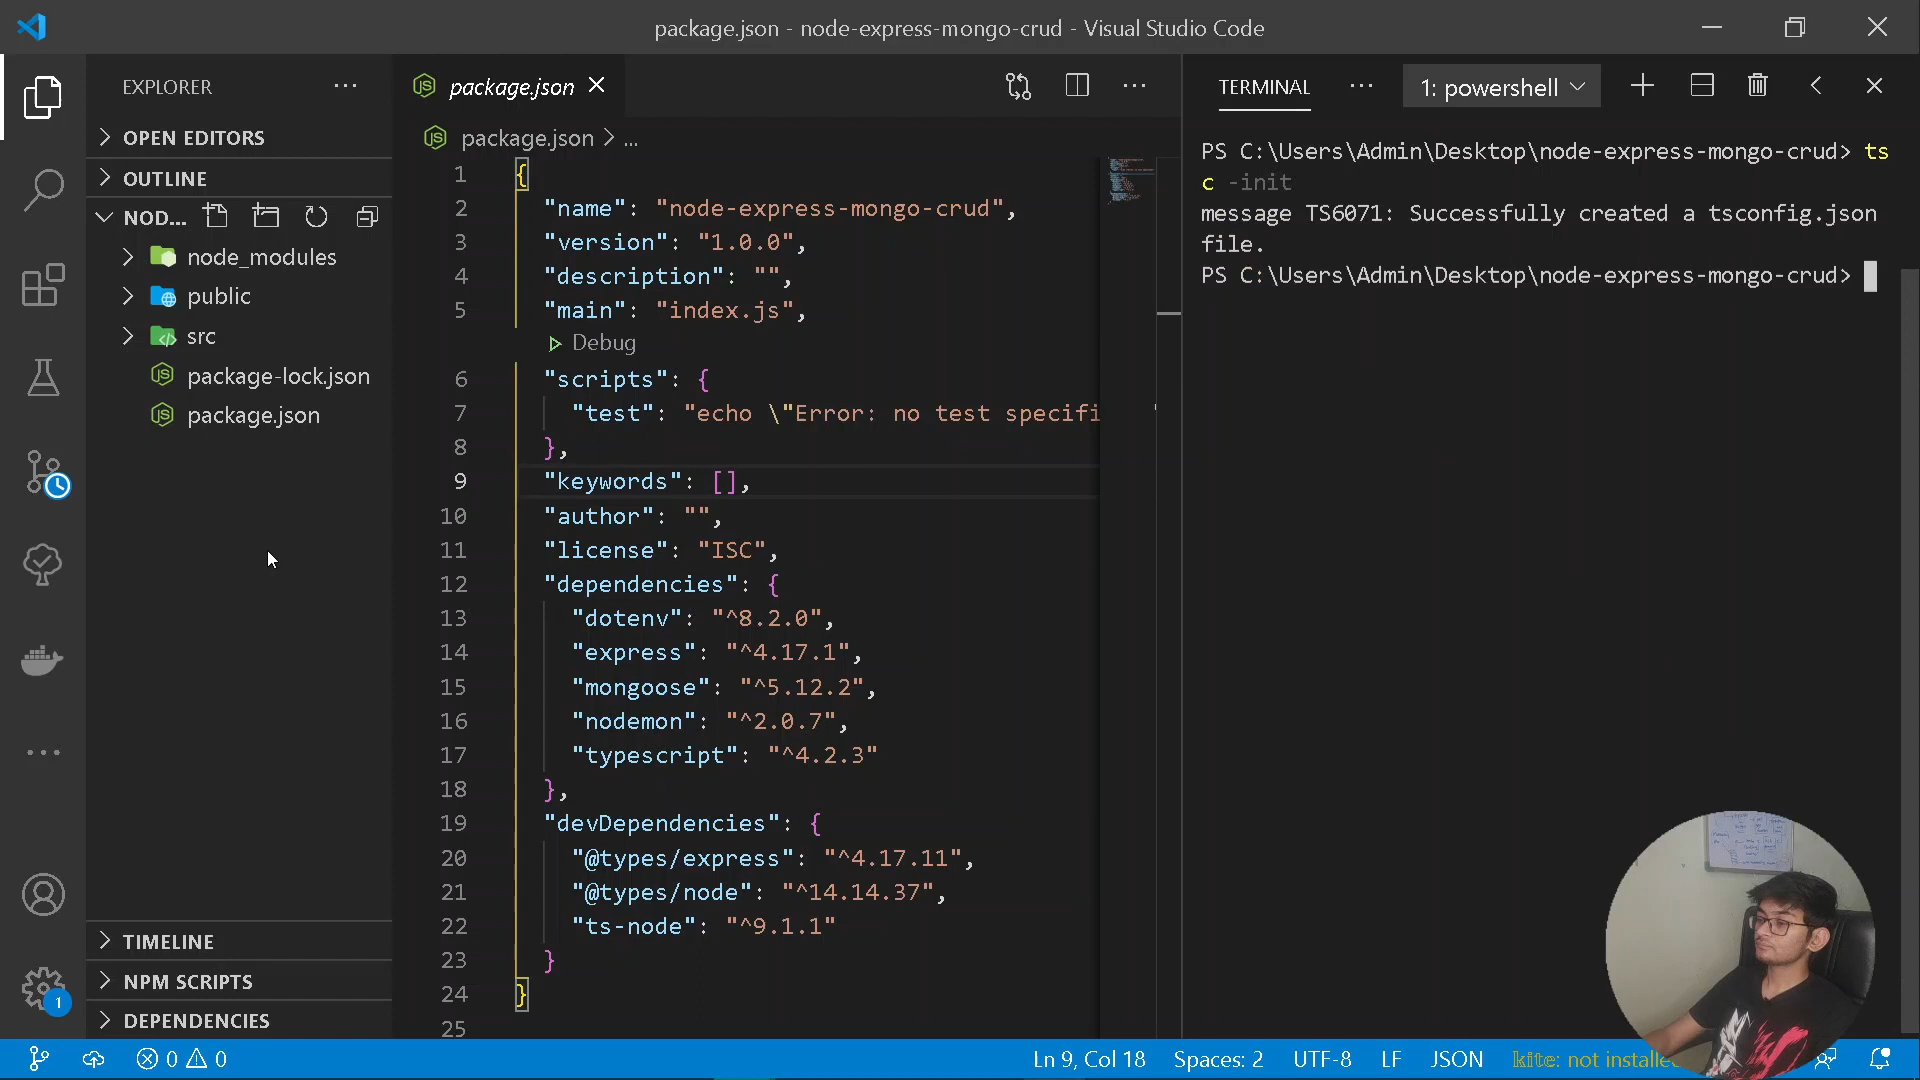 package.json - node-express-mongo-crud - Visual Studio Code
EXPLORER
OPEN EDITORS
OUTLINE
NOD...
node_modules
public
src
package-lock.json
package.json
TIMELINE
NPM SCRIPTS
DEPENDENCIES
1
package.json
package.json > ...
1 {
2 "name": "node-express-mongo-crud",
3 "version": "1.0.0",
4 "description": "",
5 "main": "index.js",
Debug
6 "scripts": {
7 "test": "echo \"Error: no test specifi
8 },
9 "keywords": [],
10 "author": "",
11 "license": "ISC",
12 "dependencies": {
13 "dotenv": "^8.2.0",
14 "express": "^4.17.1",
15 "mongoose": "^5.12.2",
16 "nodemon": "^2.0.7",
17 "typescript": "^4.2.3"
18 },
19 "devDependencies": {
20 "@types/express": "^4.17.11",
21 "@types/node": "^14.14.37",
22 "ts-node": "^9.1.1"
23 }
24 }
25
TERMINAL
1: powershell
PS C:\Users\Admin\Desktop\node-express-mongo-crud> ts
c -init
message TS6071: Successfully created a tsconfig.json
file.
PS C:\Users\Admin\Desktop\node-express-mongo-crud>
0 0
Ln 9, Col 18
Spaces: 2
UTF-8
LF
JSON
kite: not installe